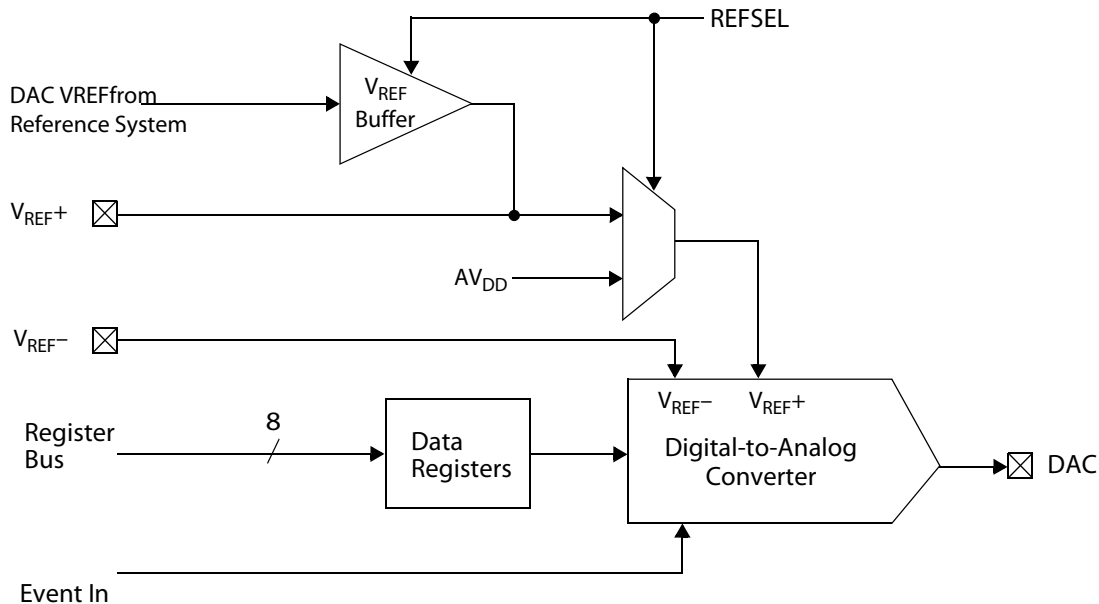 REFSEL
DAC VREFfrom
Reference System
VREF
Buffer
VREF+
AVDD
VREF–
VREF– VREF+
Register
Bus
8
Data
Registers
Digital-to-Analog
Converter
DAC
Event In